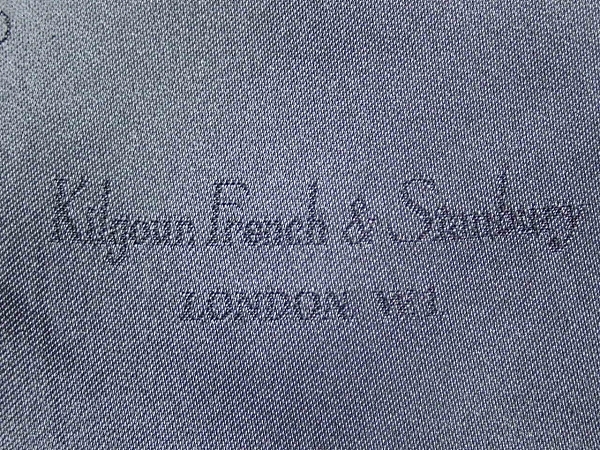 Kilgour, French & Stanbury
LONDON W.1.